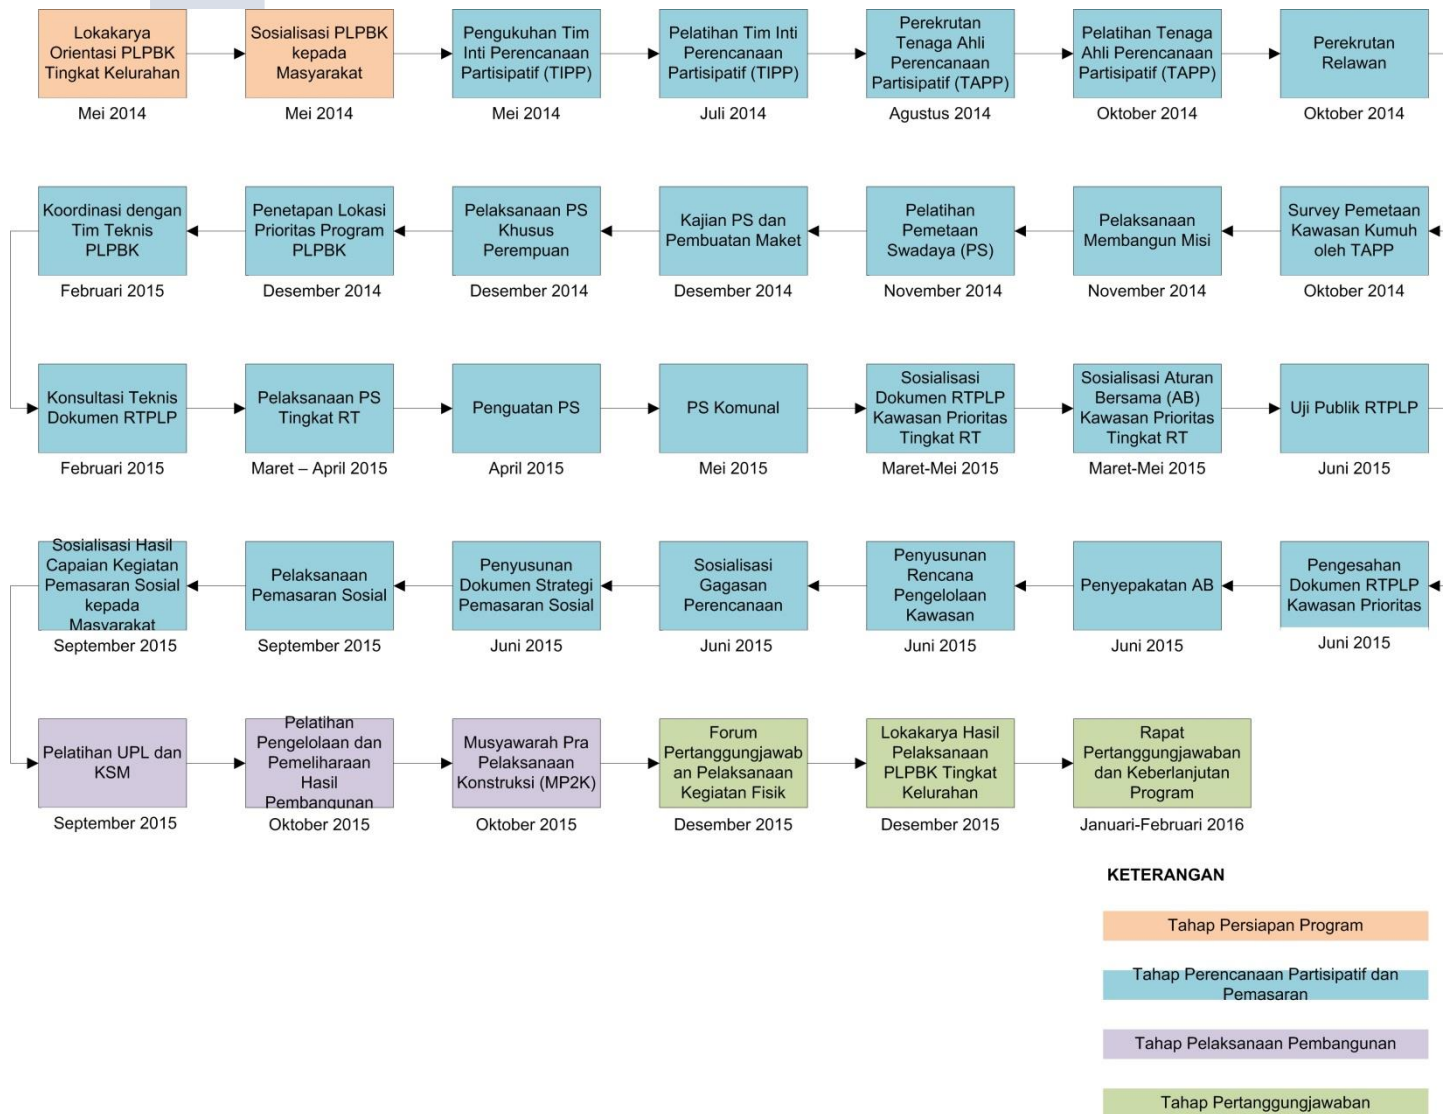 Lokakarya
Orientasi PLPBK
Tingkat Kelurahan
Mei 2014
Sosialisasi PLPBK
kepada
Masyarakat
Mei 2014
Pengukuhan Tim
Inti Perencanaan
Partisipatif (TIPP)
Mei 2014
Pelatihan Tim Inti
Perencanaan
Partisipatif (TIPP)
Juli 2014
Perekrutan
Tenaga Ahli
Perencanaan
Partisipatif (TAPP)
Agustus 2014
Pelatihan Tenaga
Ahli Perencanaan
Partisipatif (TAPP)
Oktober 2014
Perekrutan
Relawan
Oktober 2014
Koordinasi dengan
Tim Teknis
PLPBK
Februari 2015
Penetapan Lokasi
Prioritas Program
PLPBK
Desember 2014
Pelaksanaan PS
Khusus
Perempuan
Desember 2014
Kajian PS dan
Pembuatan Maket
Desember 2014
Pelatihan
Pemetaan
Swadaya (PS)
November 2014
Pelaksanaan
Membangun Misi
November 2014
Survey Pemetaan
Kawasan Kumuh
oleh TAPP
Oktober 2014
Konsultasi Teknis
Dokumen RTPLP
Februari 2015
Pelaksanaan PS
Tingkat RT
Maret – April 2015
Penguatan PS
April 2015
PS Komunal
Mei 2015
Sosialisasi
Dokumen RTPLP
Kawasan Prioritas
Tingkat RT
Maret-Mei 2015
Sosialisasi Aturan
Bersama (AB)
Kawasan Prioritas
Tingkat RT
Maret-Mei 2015
Uji Publik RTPLP
Juni 2015
Sosialisasi Hasil
Capaian Kegiatan
Pemasaran Sosial
kepada
Masyarakat
September 2015
Pelaksanaan
Pemasaran Sosial
September 2015
Penyusunan
Dokumen Strategi
Pemasaran Sosial
Juni 2015
Sosialisasi
Gagasan
Perencanaan
Juni 2015
Penyusunan
Rencana
Pengelolaan
Kawasan
Juni 2015
Penyepakatan AB
Juni 2015
Pengesahan
Dokumen RTPLP
Kawasan Prioritas
Juni 2015
Pelatihan UPL dan
KSM
September 2015
Pelatihan
Pengelolaan dan
Pemeliharaan
Hasil
Pembangunan
Oktober 2015
Musyawarah Pra
Pelaksanaan
Konstruksi (MP2K)
Oktober 2015
Forum
Pertanggungjawab
an Pelaksanaan
Kegiatan Fisik
Desember 2015
Lokakarya Hasil
Pelaksanaan
PLPBK Tingkat
Kelurahan
Desember 2015
Rapat
Pertanggungjawaban
dan Keberlanjutan
Program
Januari-Februari 2016
KETERANGAN
Tahap Persiapan Program
Tahap Perencanaan Partisipatif dan
Pemasaran
Tahap Pelaksanaan Pembangunan
Tahap Pertanggungjawaban